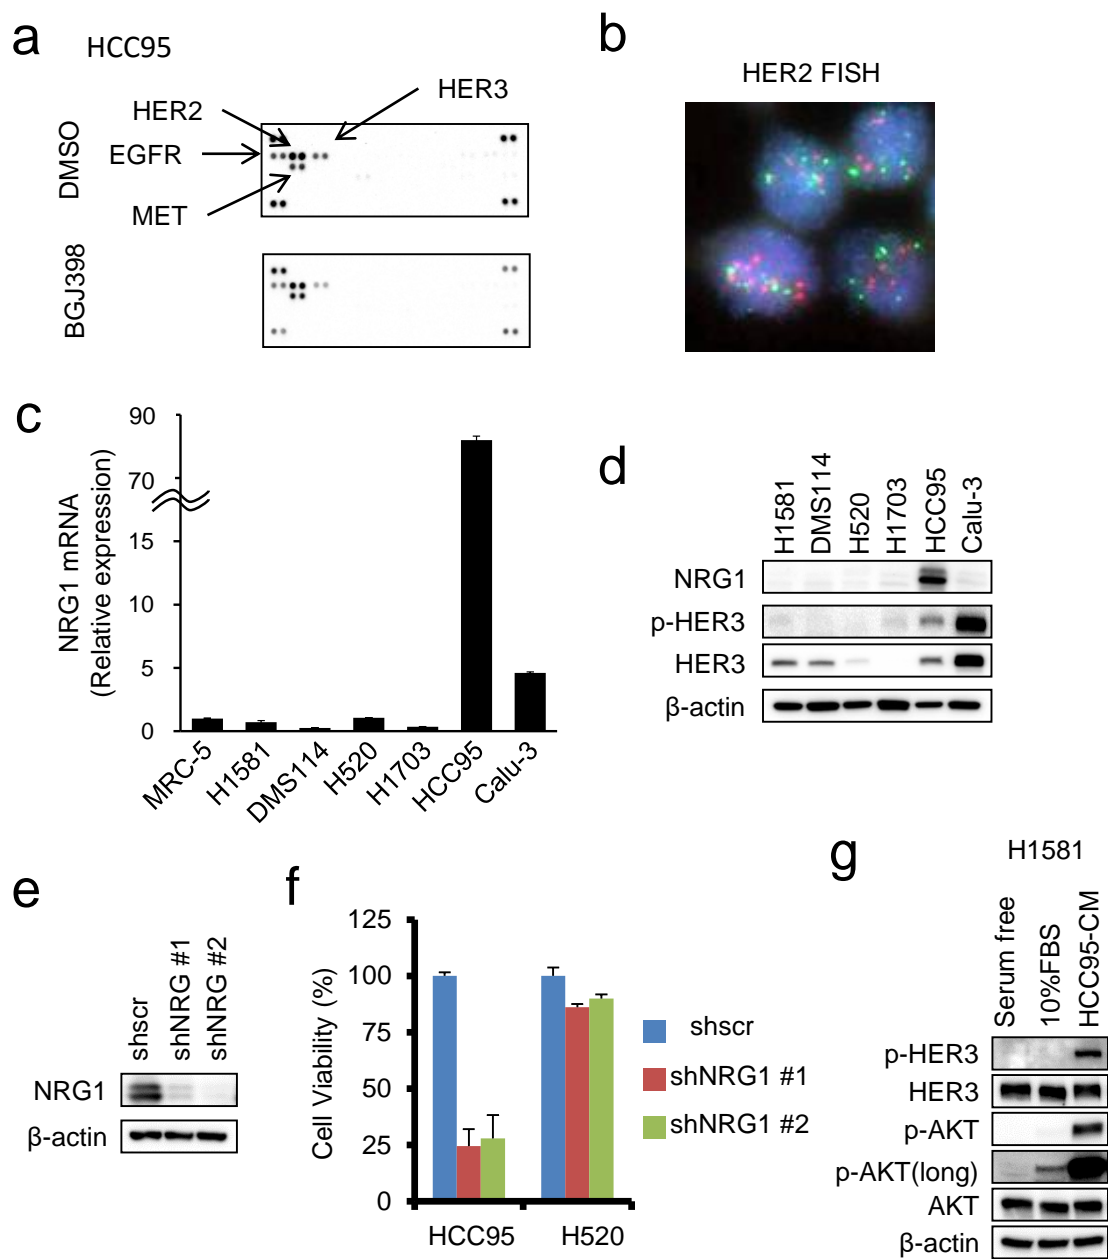 a
HCC95
HER2
HER3
EGFR
MET
DMSO
BGJ398
b
HER2 FISH
c
NRG1 mRNA
(Relative expression)
90
70
15
10
5
0
MRC-5
H1581
DMS114
H520
H1703
HCC95
Calu-3
d
H1581
DMS114
H520
H1703
HCC95
Calu-3
NRG1
p-HER3
HER3
β-actin
e
shscr
shNRG #1
shNRG #2
NRG1
β-actin
f
Cell Viability (%)
125
100
75
50
25
0
HCC95
H520
shscr
shNRG1 #1
shNRG1 #2
g
H1581
Serum free
10%FBS
HCC95-CM
p-HER3
HER3
p-AKT
p-AKT(long)
AKT
β-actin